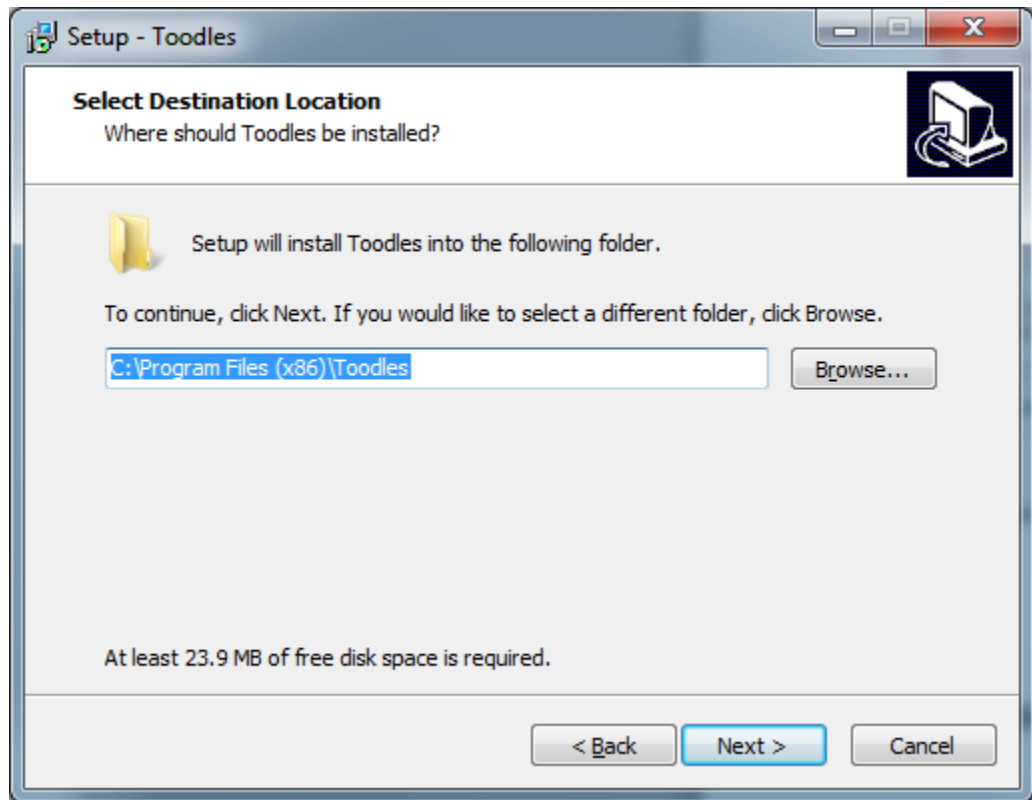 Setup - Toodles
Select Destination Location
Where should Toodles be installed?
Setup will install Toodles into the following folder.
To continue, click Next. If you would like to select a different folder, click Browse.
C:\Program Files (x86)\Toodles
Browse...
At least 23.9 MB of free disk space is required.
< Back
Next >
Cancel